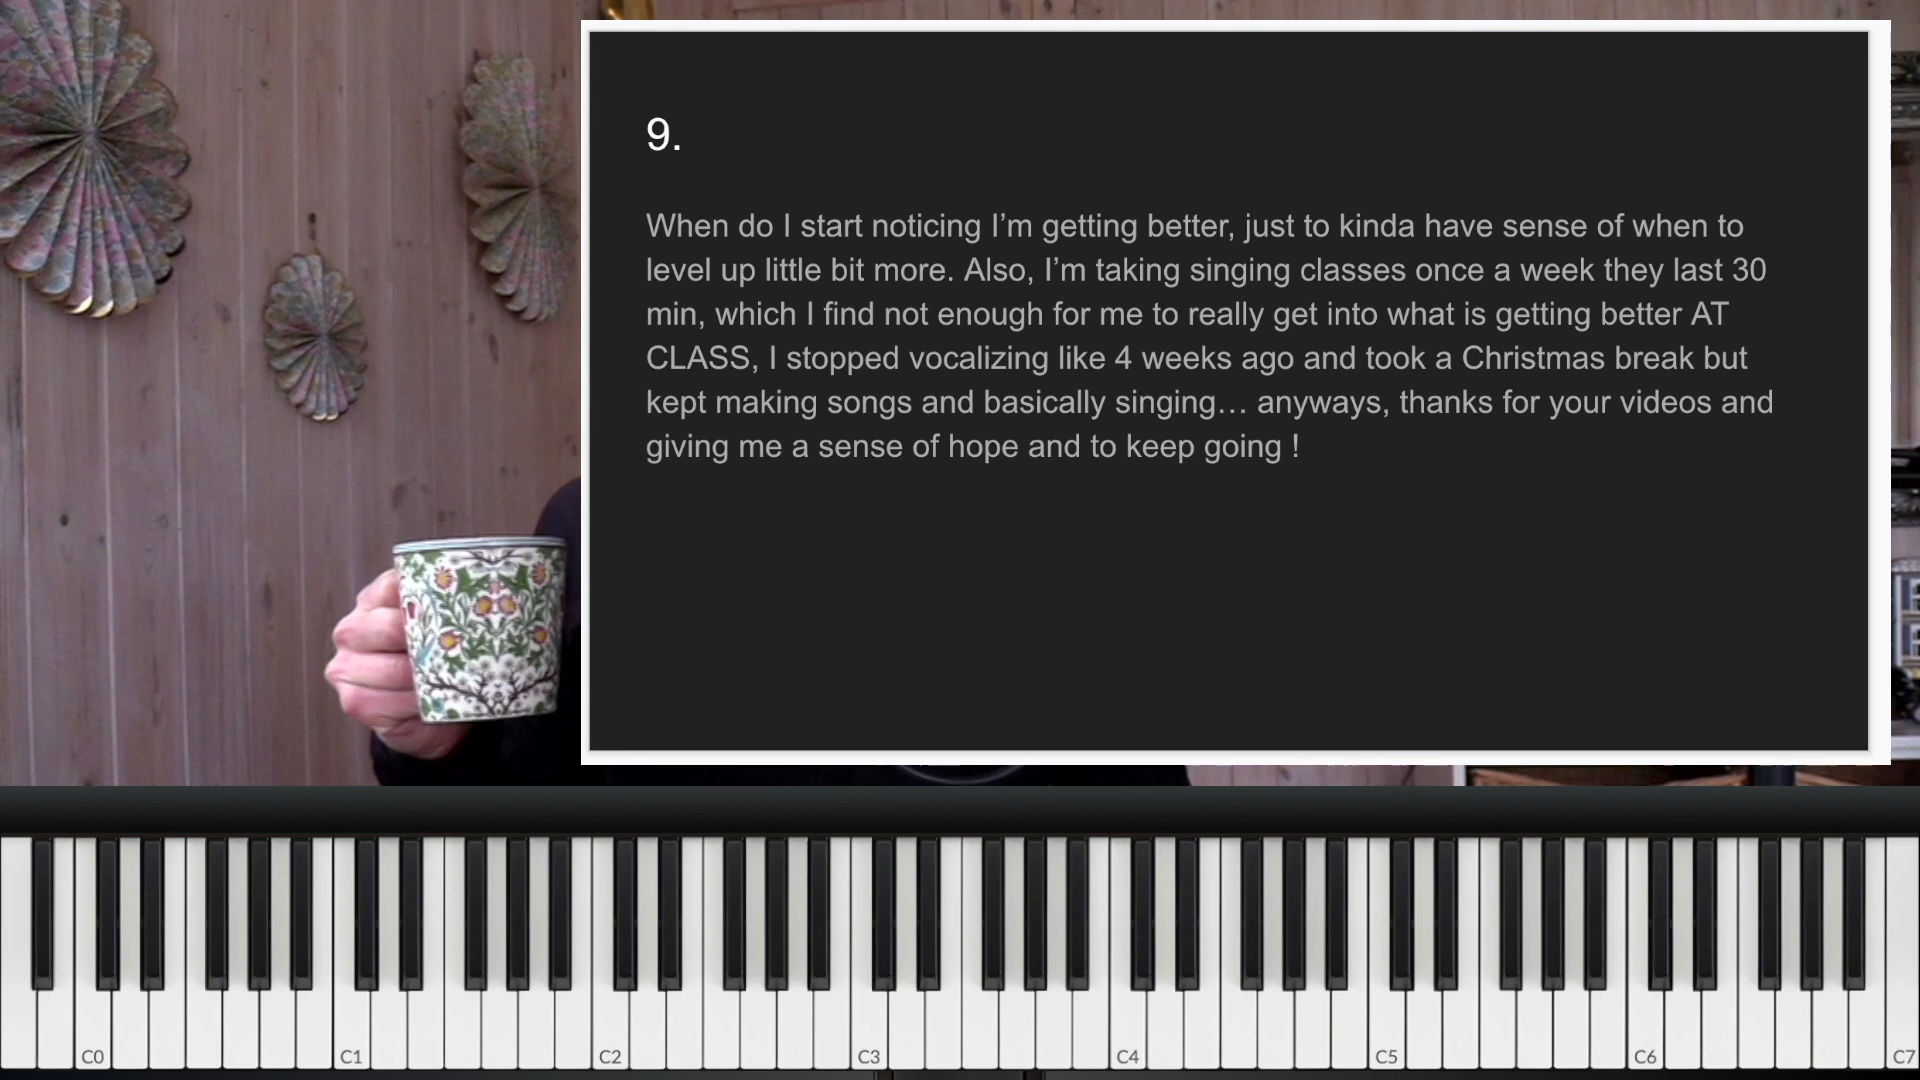 9.
When do I start noticing I’m getting better, just to kinda have sense of when to
level up little bit more. Also, I’m taking singing classes once a week they last 30
min, which I find not enough for me to really get into what is getting better AT
CLASS, I stopped vocalizing like 4 weeks ago and took a Christmas break but
kept making songs and basically singing… anyways, thanks for your videos and
giving me a sense of hope and to keep going !
C0 C1 C2 C3 C4 C5 C6 C7